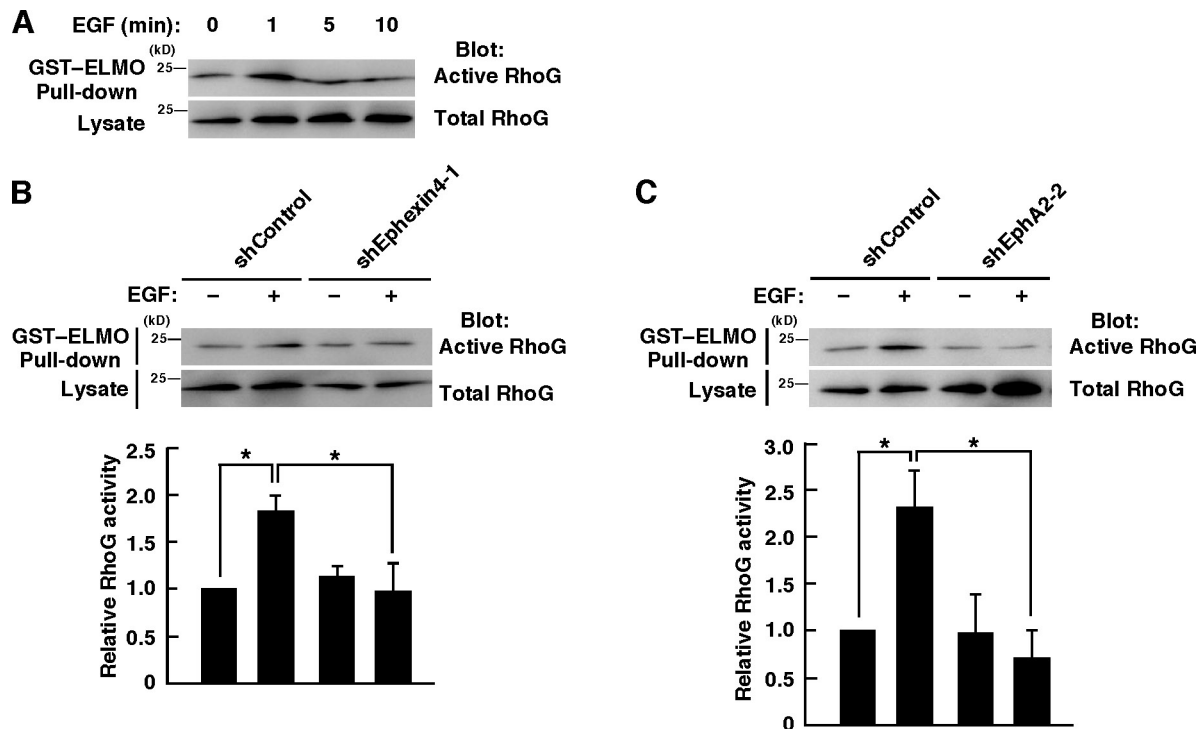 A
EGF (min): 0 1 5 10
(kD)
Blot:
GST–ELMO
Pull-down
25—
Active RhoG
25—
Lysate
Total RhoG
B
shControl
shEphexin4-1
EGF: – + – +
(kD)
Blot:
GST–ELMO
Pull-down
25—
Active RhoG
25—
Lysate
Total RhoG
Relative RhoG activity
2.5
2.0
1.5
1.0
0.5
0
* *
C
shControl
shEphA2-2
EGF: – + – +
(kD)
Blot:
GST–ELMO
Pull-down
25—
Active RhoG
25—
Lysate
Total RhoG
Relative RhoG activity
3.0
2.5
2.0
1.5
1.0
0.5
0
* *